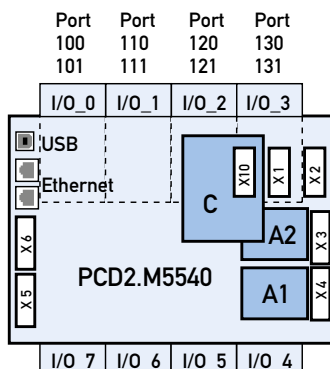 Port Port Port Port
100 110 120 130
101 111 121 131
I/O_0 I/O_1 I/O_2 I/O_3
USB
Ethernet
X10 X1 X2
C
X6 A2 X3
X5 PCD2.M5540 A1 X4
I/O_7 I/O_6 I/O_5 I/O_4